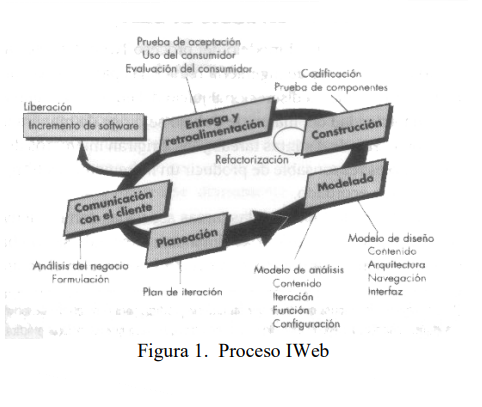 Prueba de aceptación
Uso del consumidor
Evaluación del consumidor
Codificación
Prueba de componentes
Liberación
Incremento de software
Entrega y
retroalimentación
Construcción
Refactorización
Modelado
Comunicación
con el cliente
Planeación
Modelo de diseño
Contenido
Arquitectura
Navegación
Interfaz
Análisis del negocio
Formulación
Plan de iteración
Modelo de análisis
Contenido
Iteración
Función
Configuración
Figura 1. Proceso IWeb